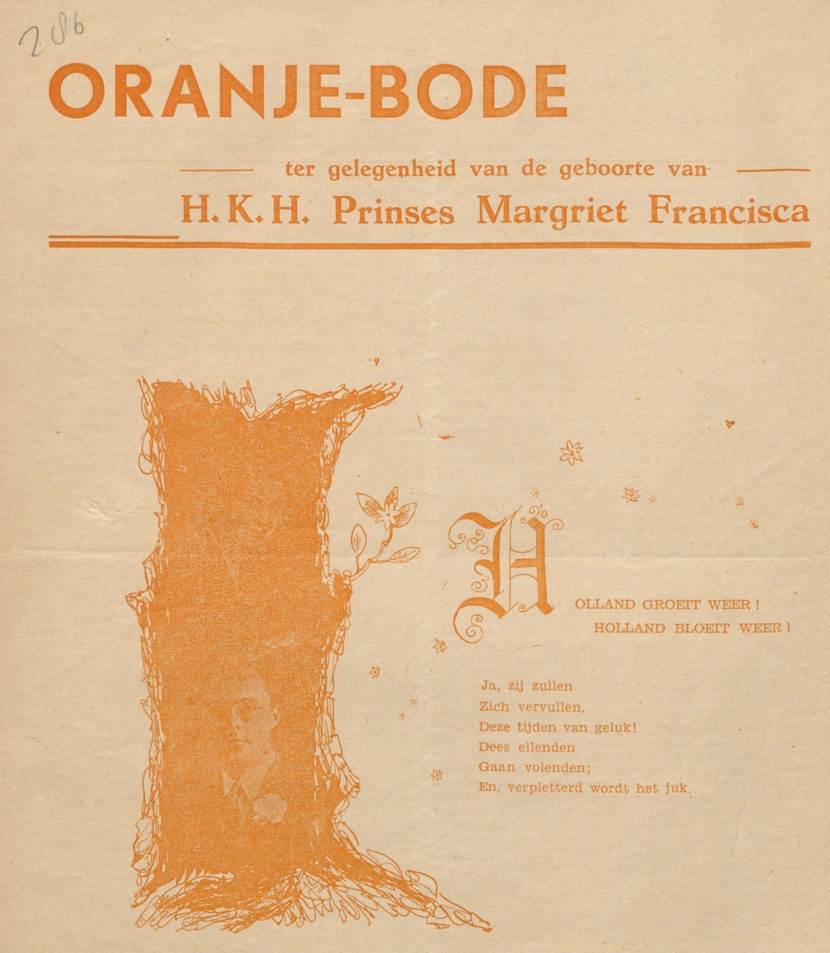 206
ORANJE-BODE
ter gelegenheid van de geboorte van
H. K. H. Prinses Margriet Francisca
HOLLAND GROEIT WEER!
HOLLAND BLOEIT WEER!
Ja, zij zullen
Zich vervullen,
Deze tijden van geluk!
Dees ellenden
Gaan volenden;
En, verpletterd wordt het juk.